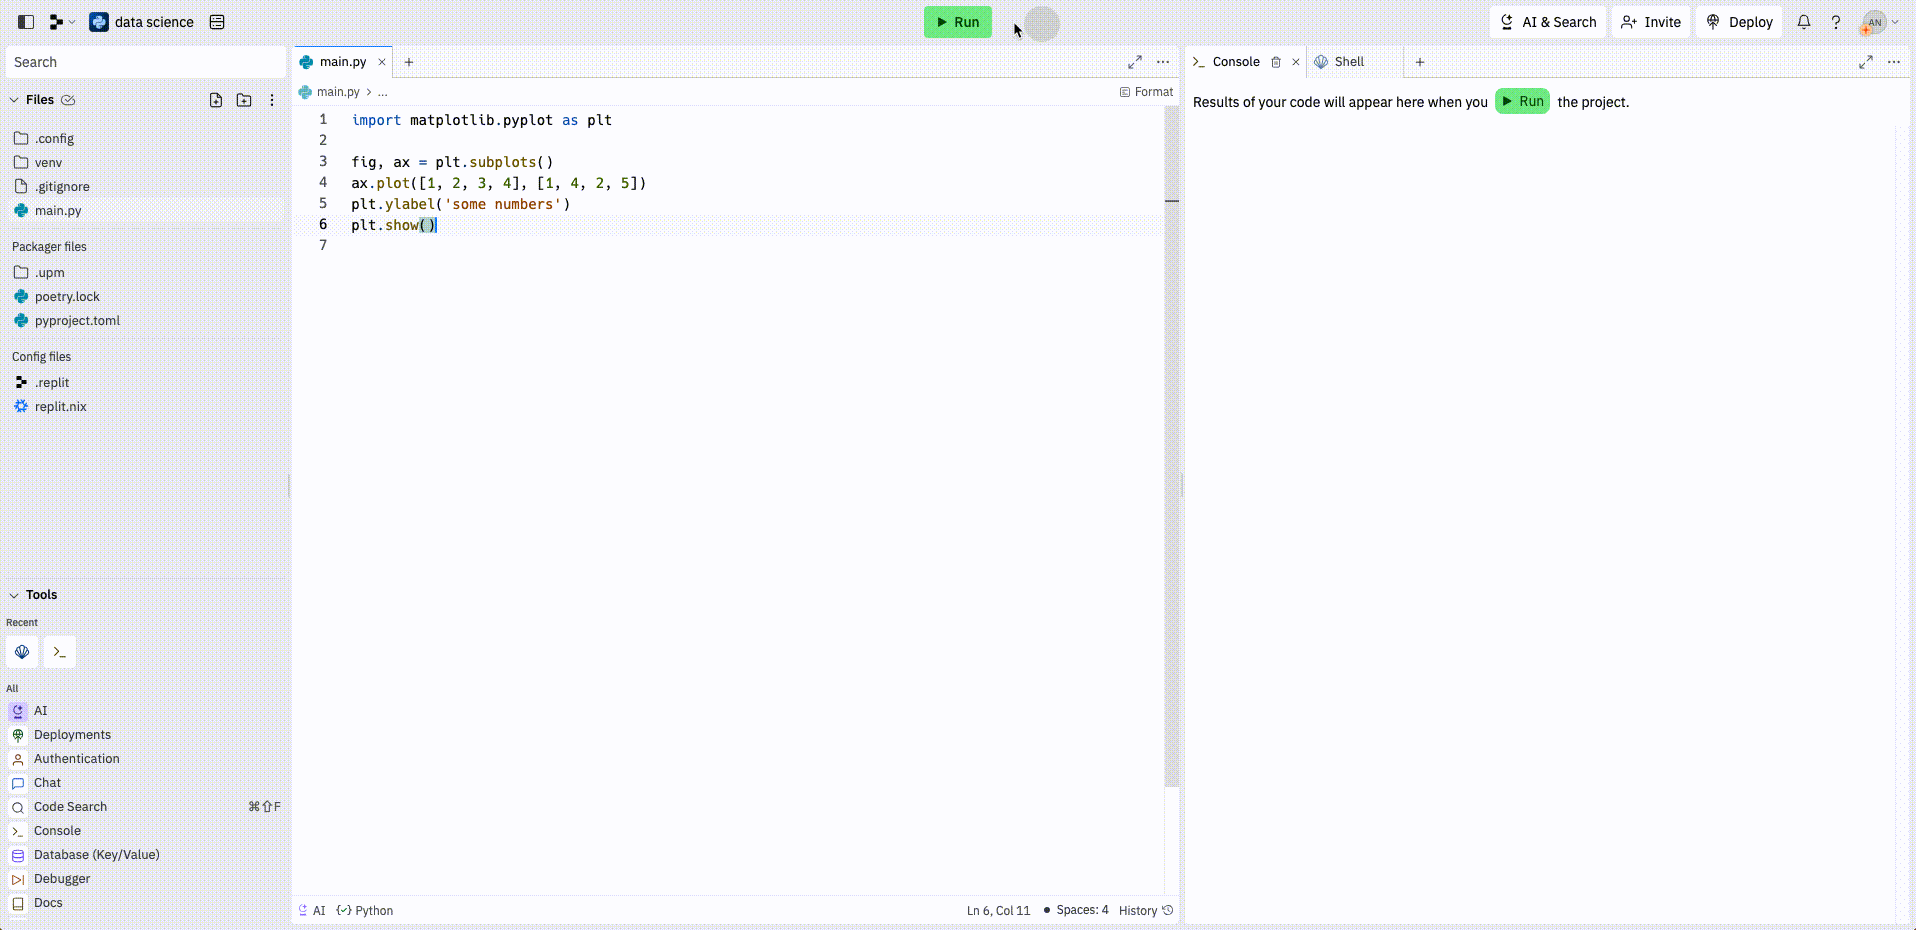 data science
Run
AI & Search
Invite
Deploy
?
AN
Search
Files
.config
venv
.gitignore
main.py
Packager files
.upm
poetry.lock
pyproject.toml
Config files
.replit
replit.nix
Tools
Recent
All
AI
Deployments
Authentication
Chat
Code Search ⌘⇧F
Console
Database (Key/Value)
Debugger
Docs
main.py × +
main.py > ...
Format
1 import matplotlib.pyplot as plt
2
3 fig, ax = plt.subplots()
4 ax.plot([1, 2, 3, 4], [1, 4, 2, 5])
5 plt.ylabel('some numbers')
6 plt.show()
7
AI
Python
Ln 6, Col 11
Spaces: 4
History
Console × Shell +
Results of your code will appear here when you Run the project.